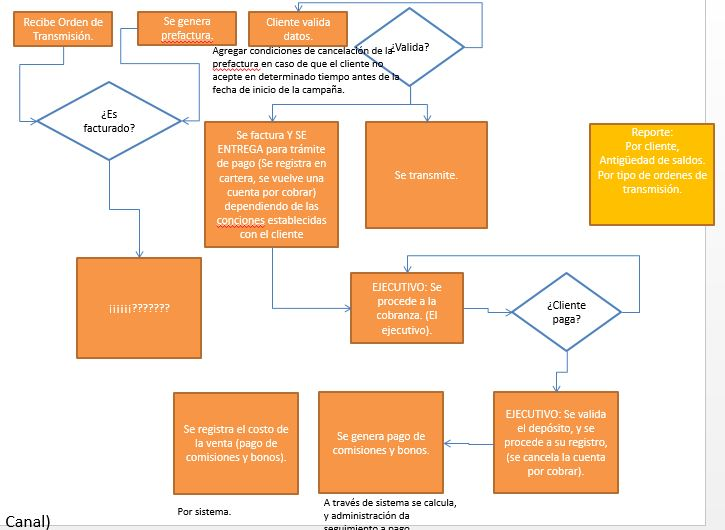 Recibe Orden de
Transmisión.
Se genera
prefactura.
Cliente valida
datos.
¿Valida?
Agregar condiciones de cancelación de la
prefactura en caso de que el cliente no
acepte en determinado tiempo antes de la
fecha de inicio de la campaña.
¿Es
facturado?
Se factura Y SE
ENTREGA para trámite
de pago (Se registra en
cartera, se vuelve una
cuenta por cobrar)
dependiendo de las
conciones establecidas
con el cliente
Se transmite.
Reporte:
Por cliente,
Antigüedad de saldos.
Por tipo de ordenes de
transmisión.
¡¡¡¡¡¡???????
EJECUTIVO: Se
procede a la
cobranza. (El
ejecutivo).
¿Cliente
paga?
Se registra el costo de
la venta (pago de
comisiones y bonos).
Se genera pago de
comisiones y bonos.
EJECUTIVO: Se valida
el depósito, y se
procede a su registro,
(se cancela la cuenta
por cobrar).
Por sistema.
A través de sistema se calcula,
y administración da
seguimiento a pago
Canal)